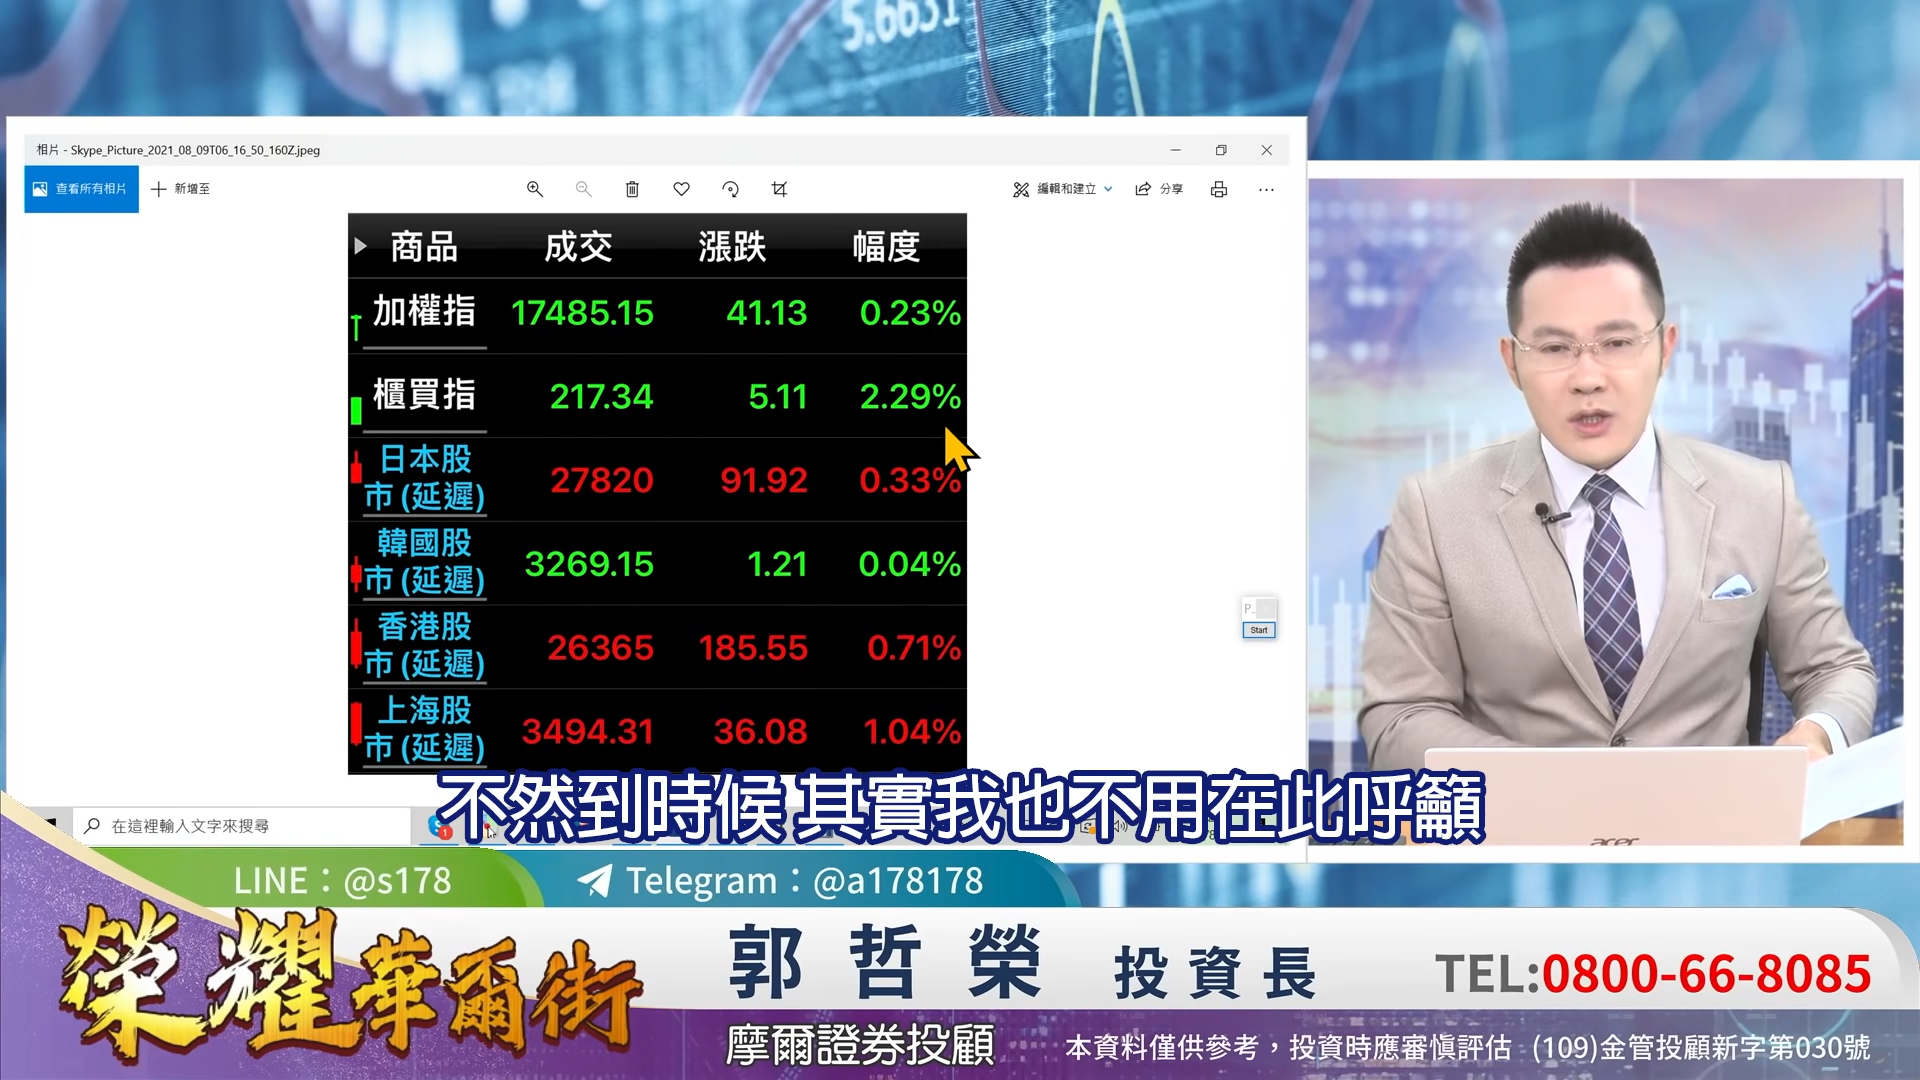 5.6631
相片 - Skype_Picture_2021_08_09T06_16_50_160Z.jpeg
查看所有相片
新增至
編輯和建立
分享
商品 成交 漲跌 幅度
加權指 17485.15 41.13 0.23%
櫃買指 217.34 5.11 2.29%
日本股市(延遲) 27820 91.92 0.33%
韓國股市(延遲) 3269.15 1.21 0.04%
香港股市(延遲) 26365 185.55 0.71%
上海股市(延遲) 3494.31 36.08 1.04%
P..
Start
不然到時候 其實我也不用在此呼籲
在這裡輸入文字來搜尋
acer
LINE：@s178
Telegram：@a178178
榮耀華爾街
郭哲榮 投資長
TEL:0800-66-8085
摩爾證券投顧
本資料僅供參考，投資時應審慎評估 (109)金管投顧新字第030號